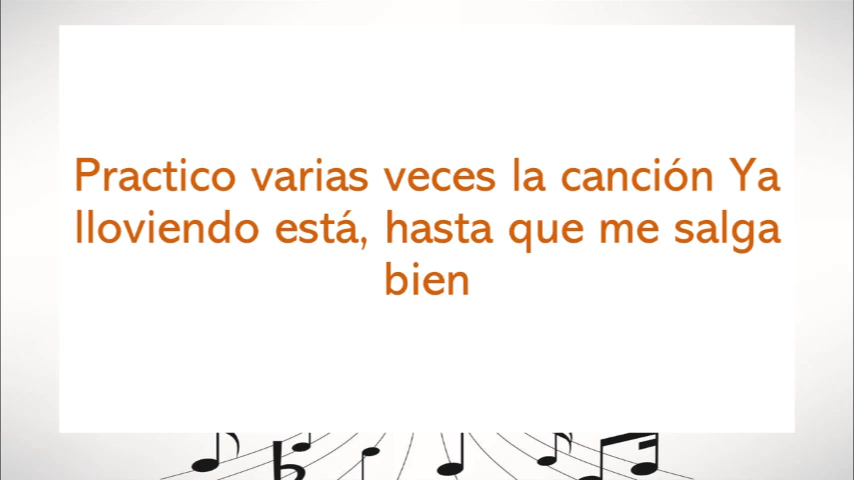 Practico varias veces la canción Ya
lloviendo está, hasta que me salga
bien